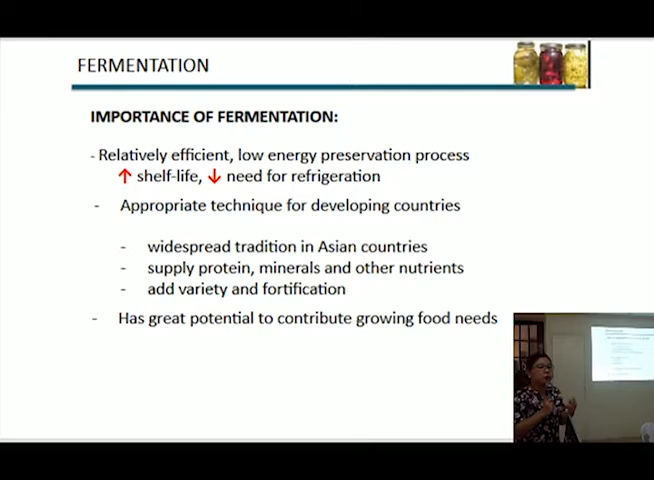 FERMENTATION
IMPORTANCE OF FERMENTATION:
- Relatively efficient, low energy preservation process
↑ shelf-life, ↓ need for refrigeration
- Appropriate technique for developing countries
- widespread tradition in Asian countries
- supply protein, minerals and other nutrients
- add variety and fortification
- Has great potential to contribute growing food needs